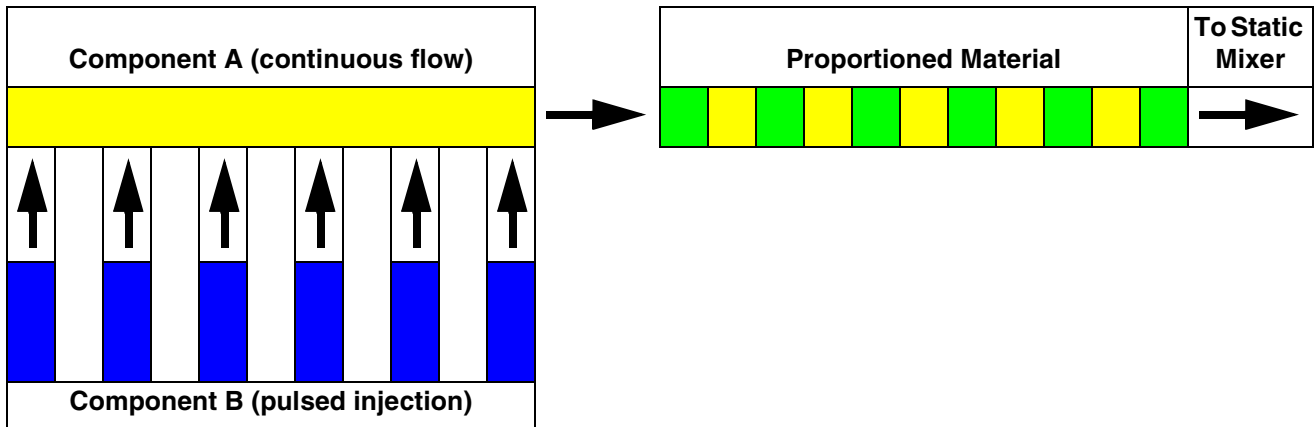 Component A (continuous flow)
Proportioned Material
To Static
Mixer
Component B (pulsed injection)